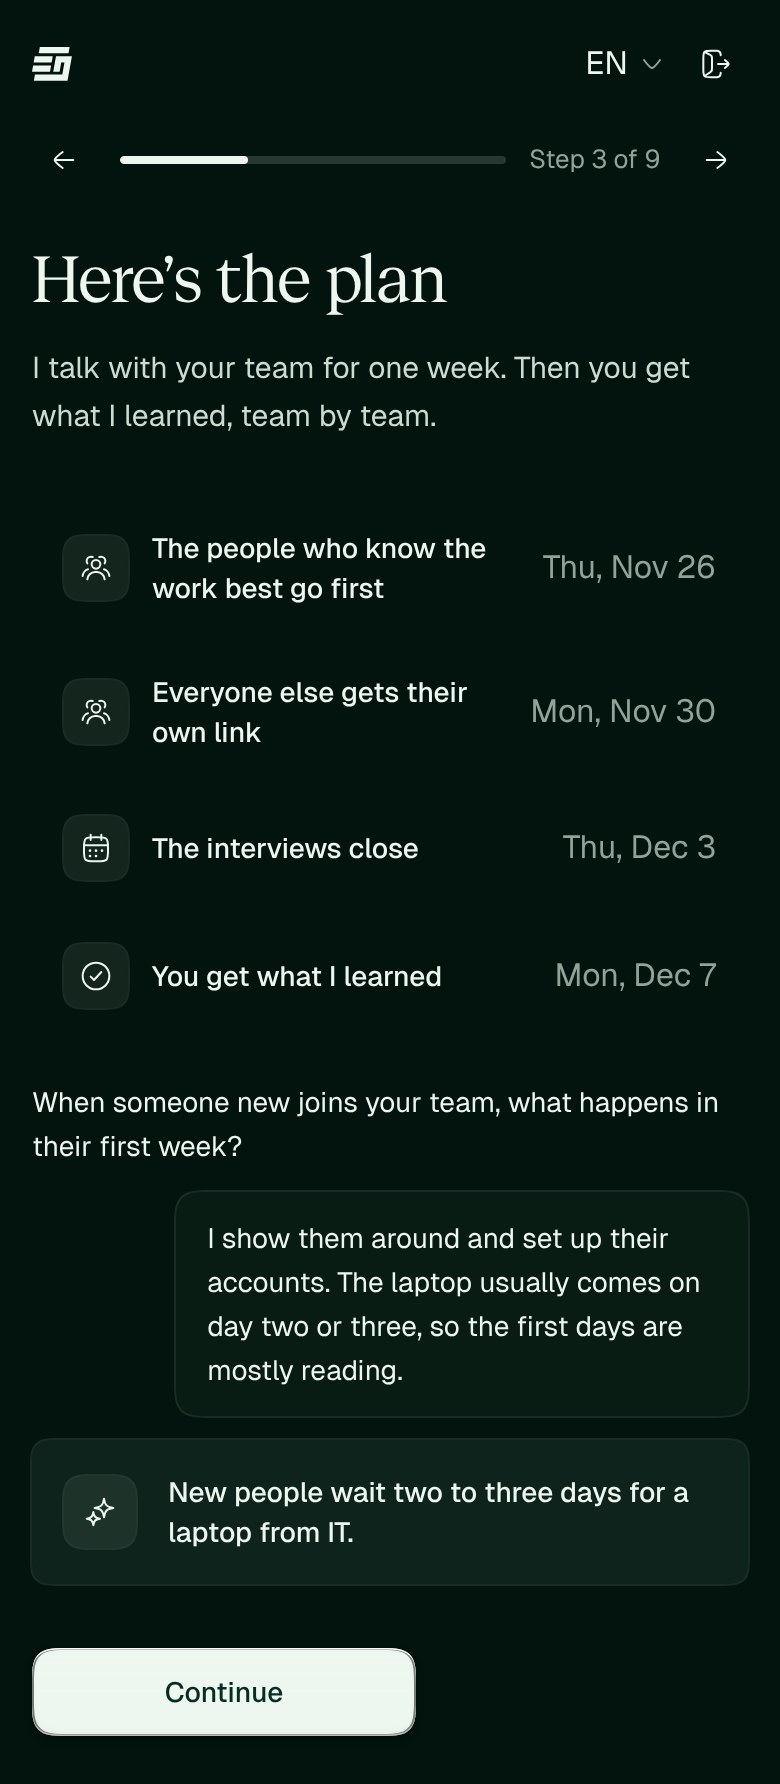 EN
Step 3 of 9
Here’s the plan
I talk with your team for one week. Then you get
what I learned, team by team.
The people who know the
work best go first
Thu, Nov 26
Everyone else gets their
own link
Mon, Nov 30
The interviews close
Thu, Dec 3
You get what I learned
Mon, Dec 7
When someone new joins your team, what happens in
their first week?
I show them around and set up their
accounts. The laptop usually comes on
day two or three, so the first days are
mostly reading.
New people wait two to three days for a
laptop from IT.
Continue